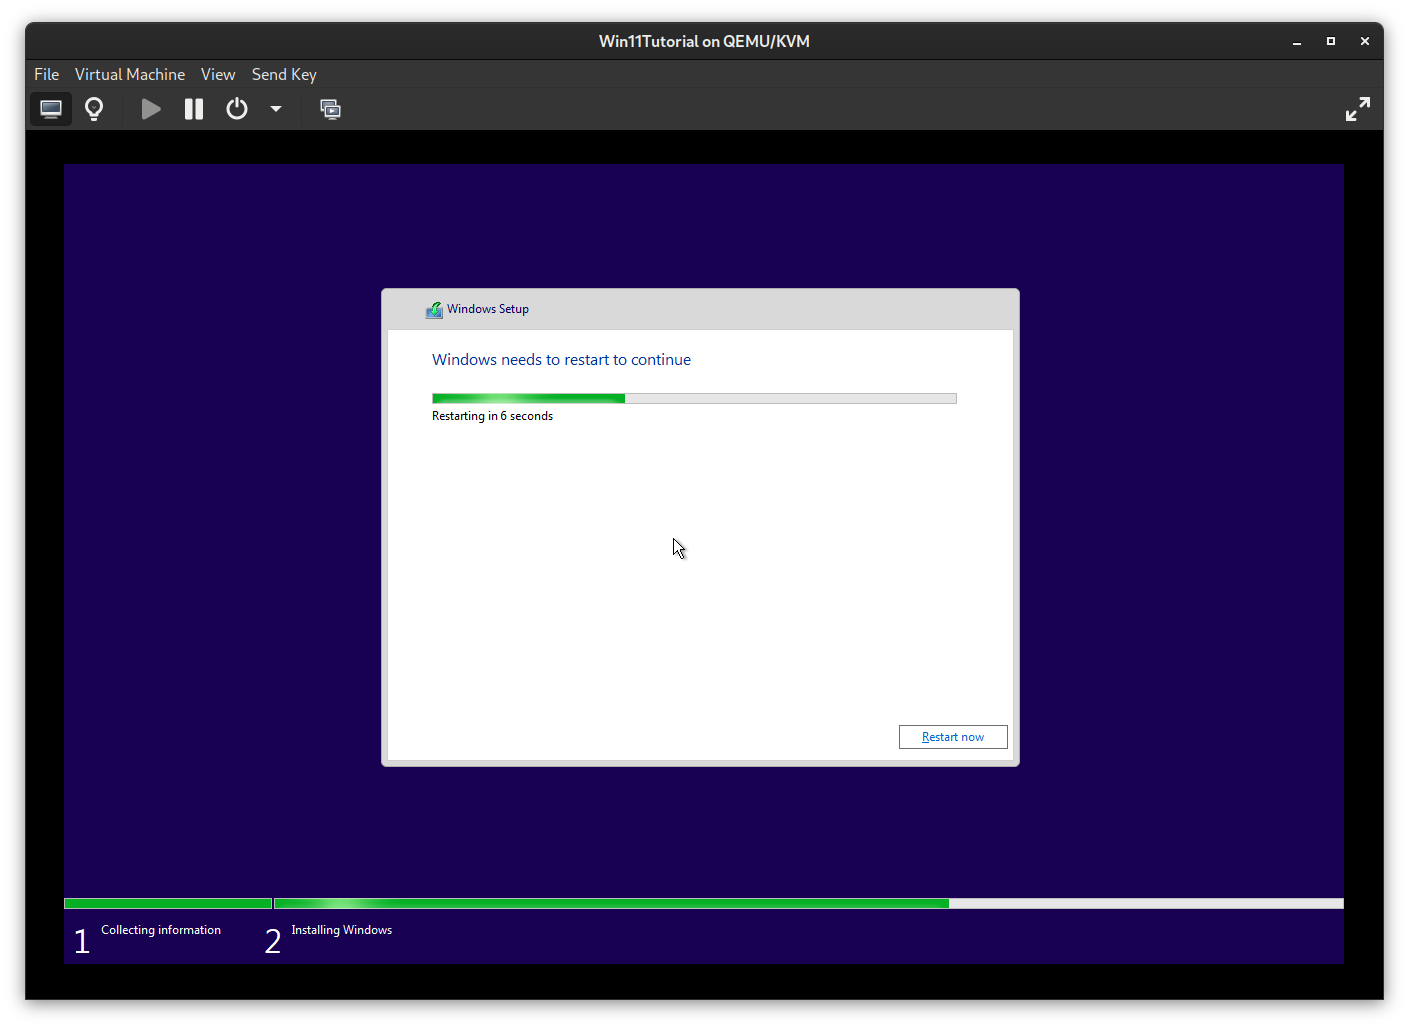 Win11Tutorial on QEMU/KVM
File Virtual Machine View Send Key
Windows Setup
Windows needs to restart to continue
Restarting in 6 seconds
Restart now
1 Collecting information 2 Installing Windows